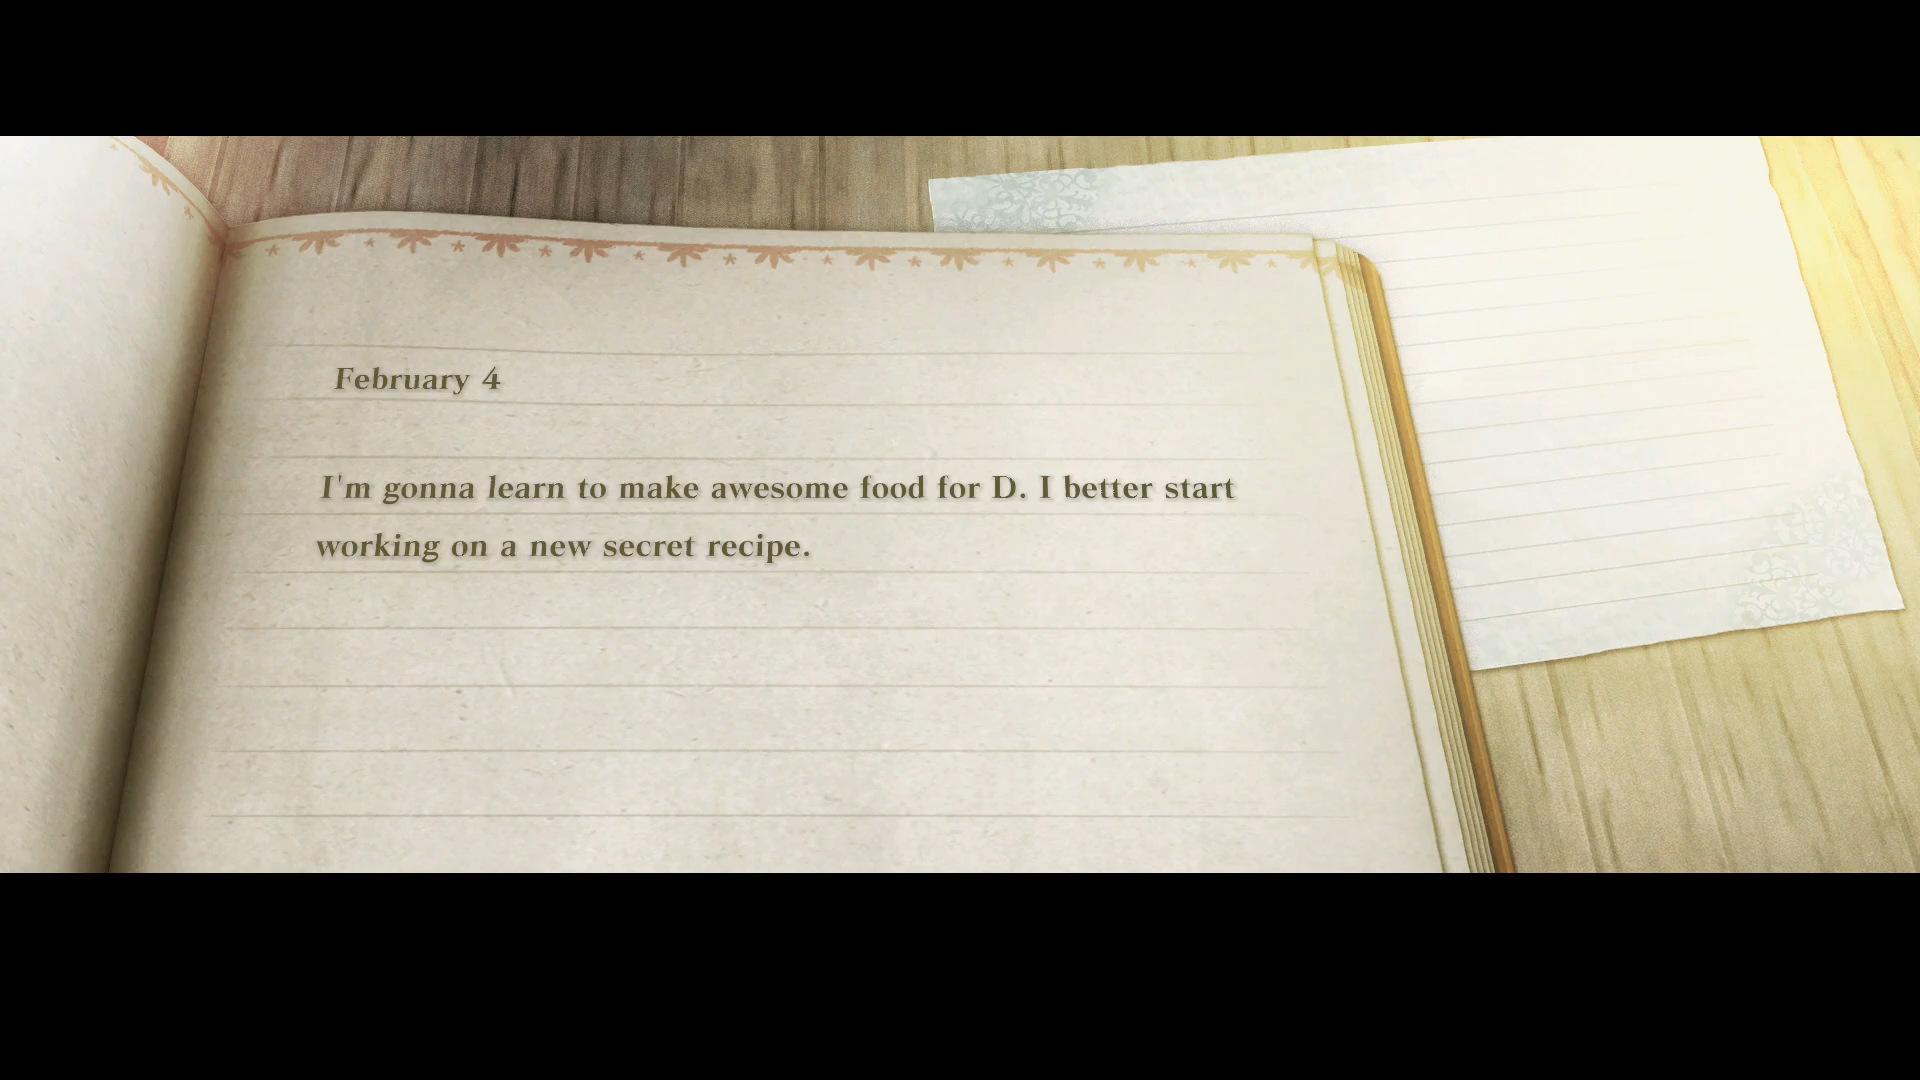 February 4
I'm gonna learn to make awesome food for D. I better start
working on a new secret recipe.